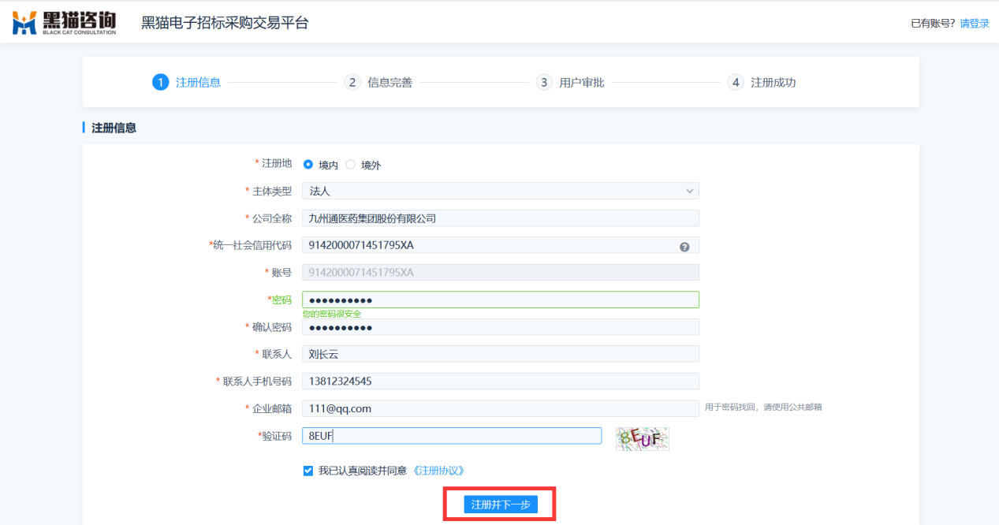 黑猫咨询
BLACK CAT CONSULTATION
黑猫电子招标采购交易平台
已有账号? 请登录
1 注册信息
2 信息完善
3 用户审批
4 注册成功
注册信息
* 注册地 境内 境外
* 主体类型 法人
* 公司全称 九州通医药集团股份有限公司
*统一社会信用代码 9142000071451795XA ?
* 账号 9142000071451795XA
*密码 ●●●●●●●●●●
您的密码很安全
* 确认密码 ●●●●●●●●●●
* 联系人 刘长云
* 联系人手机号码 13812324545
* 企业邮箱 111@qq.com 用于密码找回，请使用公共邮箱
*验证码 8EUF 8EUF
我已认真阅读并同意 《注册协议》
注册并下一步